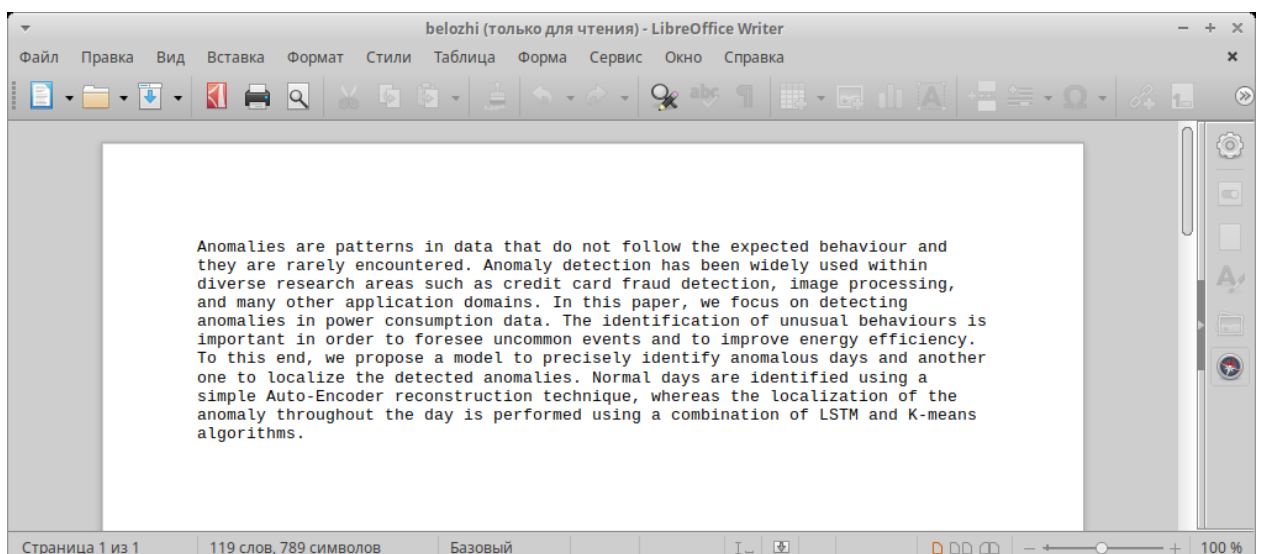 belozhi (только для чтения) - LibreOffice Writer
Файл Правка Вид Вставка Формат Стили Таблица Форма Сервис Окно Справка
Anomalies are patterns in data that do not follow the expected behaviour and
they are rarely encountered. Anomaly detection has been widely used within
diverse research areas such as credit card fraud detection, image processing,
and many other application domains. In this paper, we focus on detecting
anomalies in power consumption data. The identification of unusual behaviours is
important in order to foresee uncommon events and to improve energy efficiency.
To this end, we propose a model to precisely identify anomalous days and another
one to localize the detected anomalies. Normal days are identified using a
simple Auto-Encoder reconstruction technique, whereas the localization of the
anomaly throughout the day is performed using a combination of LSTM and K-means
algorithms.
Страница 1 из 1 119 слов, 789 символов Базовый 100 %